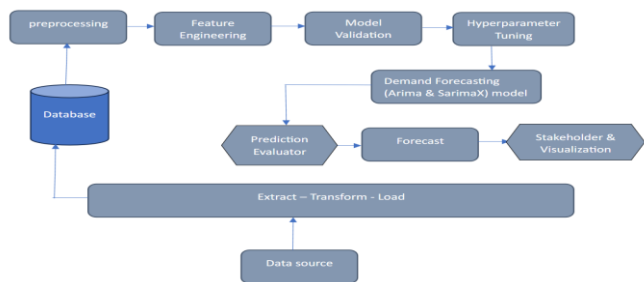 preprocessing
Feature
Engineering
Model
Validation
Hyperparameter
Tuning
Demand Forecasting
(Arima & SarimaX) model
Database
Prediction
Evaluator
Forecast
Stakeholder &
Visualization
Extract – Transform - Load
Data source